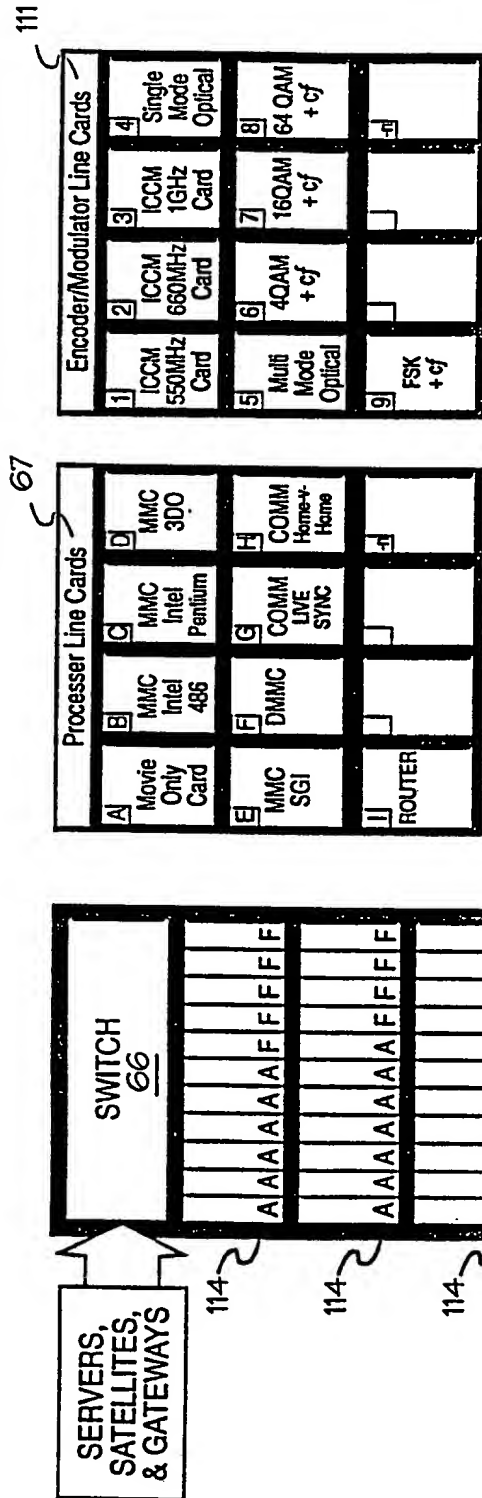 SERVERS,
SATELLITES,
& GATEWAYS
SWITCH
66
114
A A A A A A F F F F F
114
A A A A A A A F F F F
114
67
Processer Line Cards
A
Movie
Only
Card
B
MMC
Intel
486
C
MMC
Intel
Pentium
D
MMC
3DO
E
MMC
SGI
F
DMMC
G
COMM
LIVE
SYNC
H
COMM
Home-v-
Home
I
ROUTER
n
111
Encoder/Modulator Line Cards
1
ICCM
550MHz
Card
2
ICCM
660MHz
Card
3
ICCM
1GHz
Card
4
Single
Mode
Optical
5
Multi
Mode
Optical
6
4QAM
+ cf
7
16QAM
+ cf
8
64 QAM
+ cf
9
FSK
+ cf
n